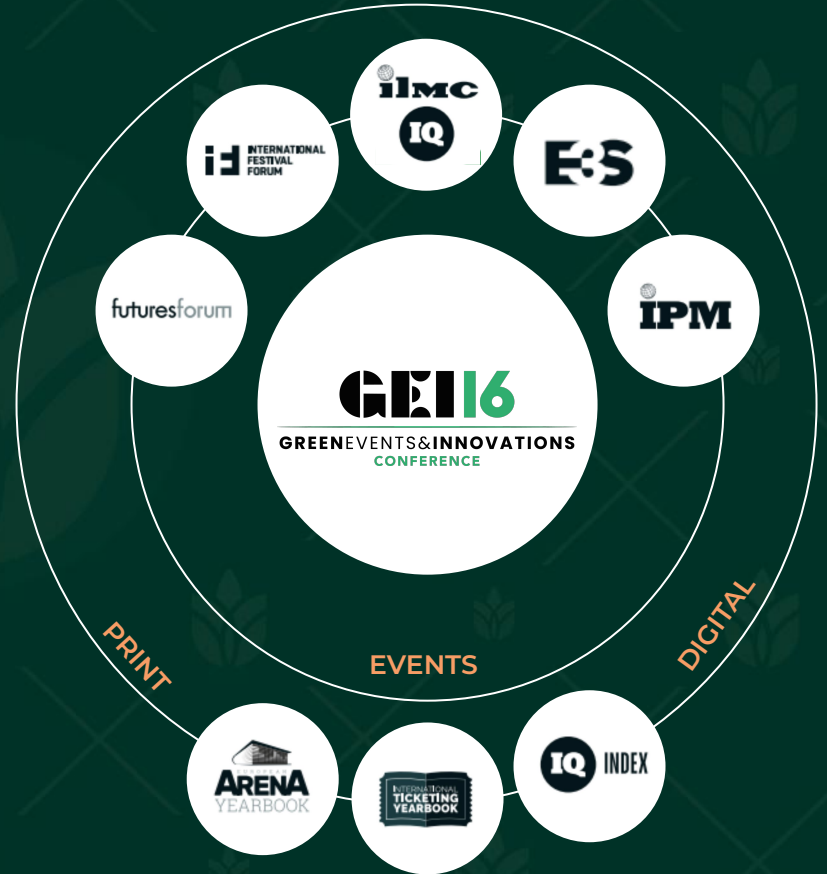 ilmc
IQ
INTERNATIONAL
FESTIVAL
FORUM
E3S
futuresforum
IPM
GEI16
GREENEVENTS&INNOVATIONS
CONFERENCE
PRINT
EVENTS
DIGITAL
EUROPEAN
ARENA
YEARBOOK
INTERNATIONAL
TICKETING
YEARBOOK
IQ INDEX